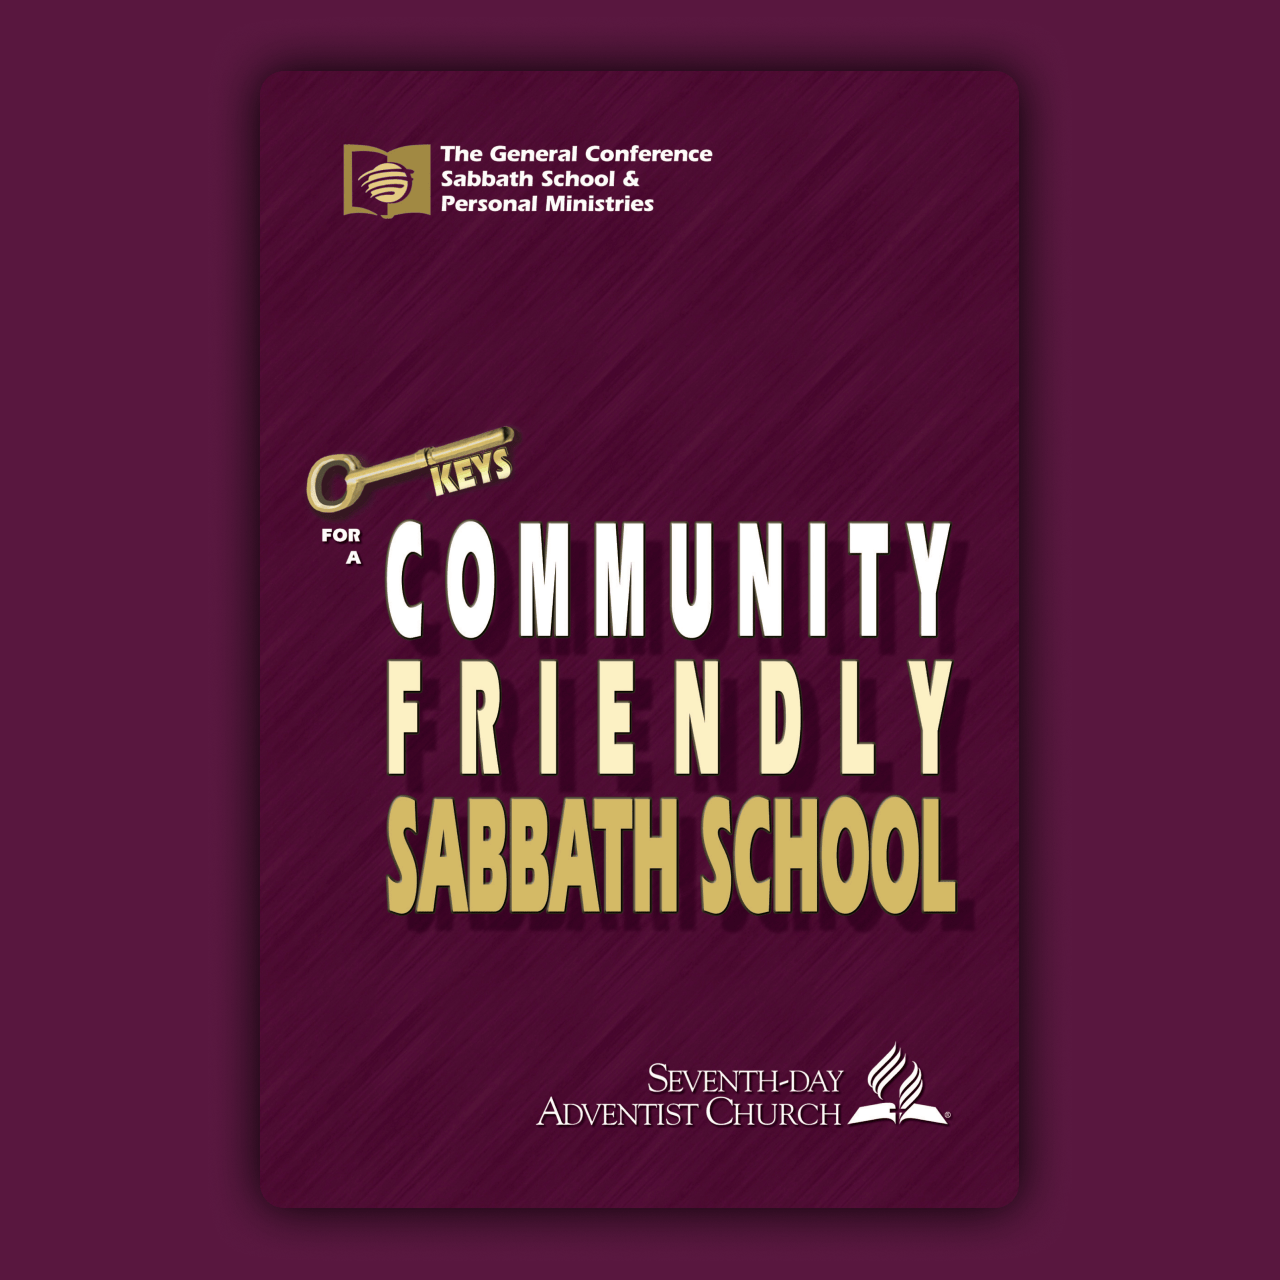 The General Conference
Sabbath School &
Personal Ministries
KEYS
FOR
A
COMMUNITY
FRIENDLY
SABBATH SCHOOL
SEVENTH-DAY
ADVENTIST CHURCH ®